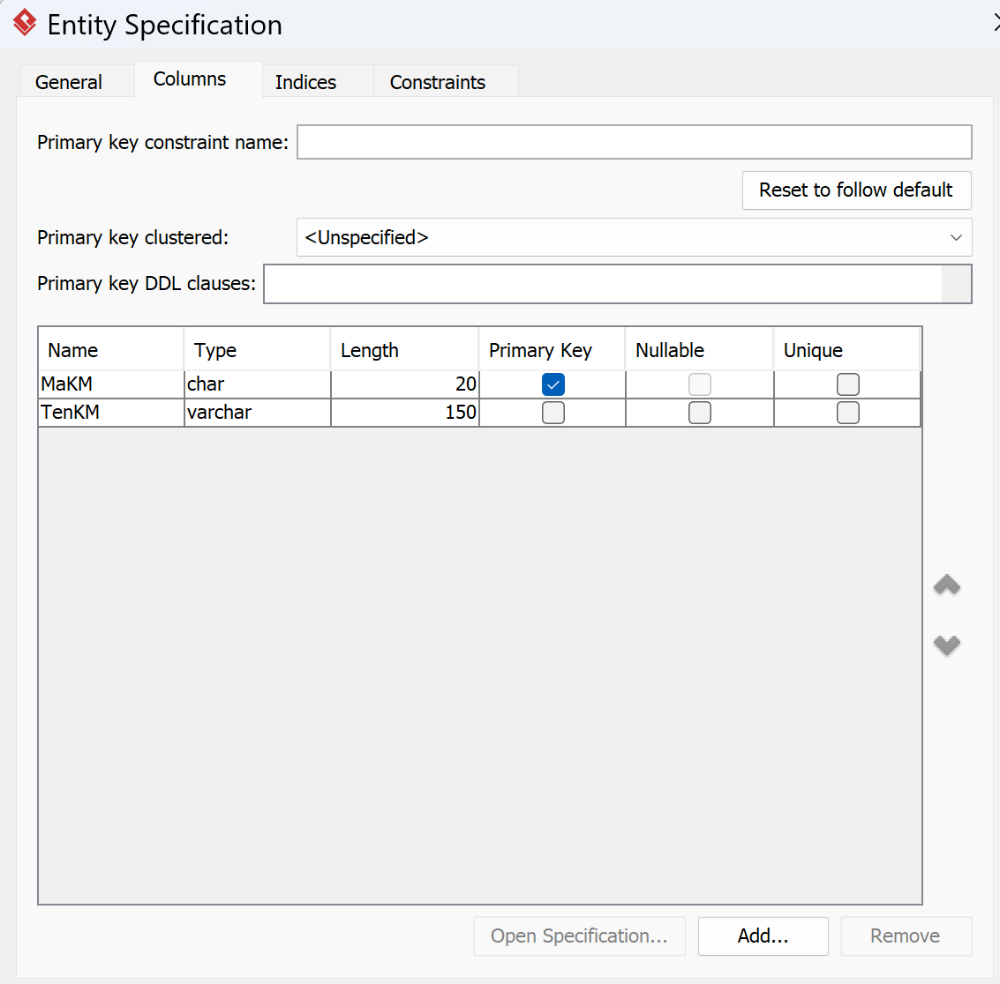 Entity Specification
General Columns Indices Constraints
Primary key constraint name:
Reset to follow default
Primary key clustered: <Unspecified>
Primary key DDL clauses:
Name Type Length Primary Key Nullable Unique
MaKM char 20
TenKM varchar 150
Open Specification... Add... Remove